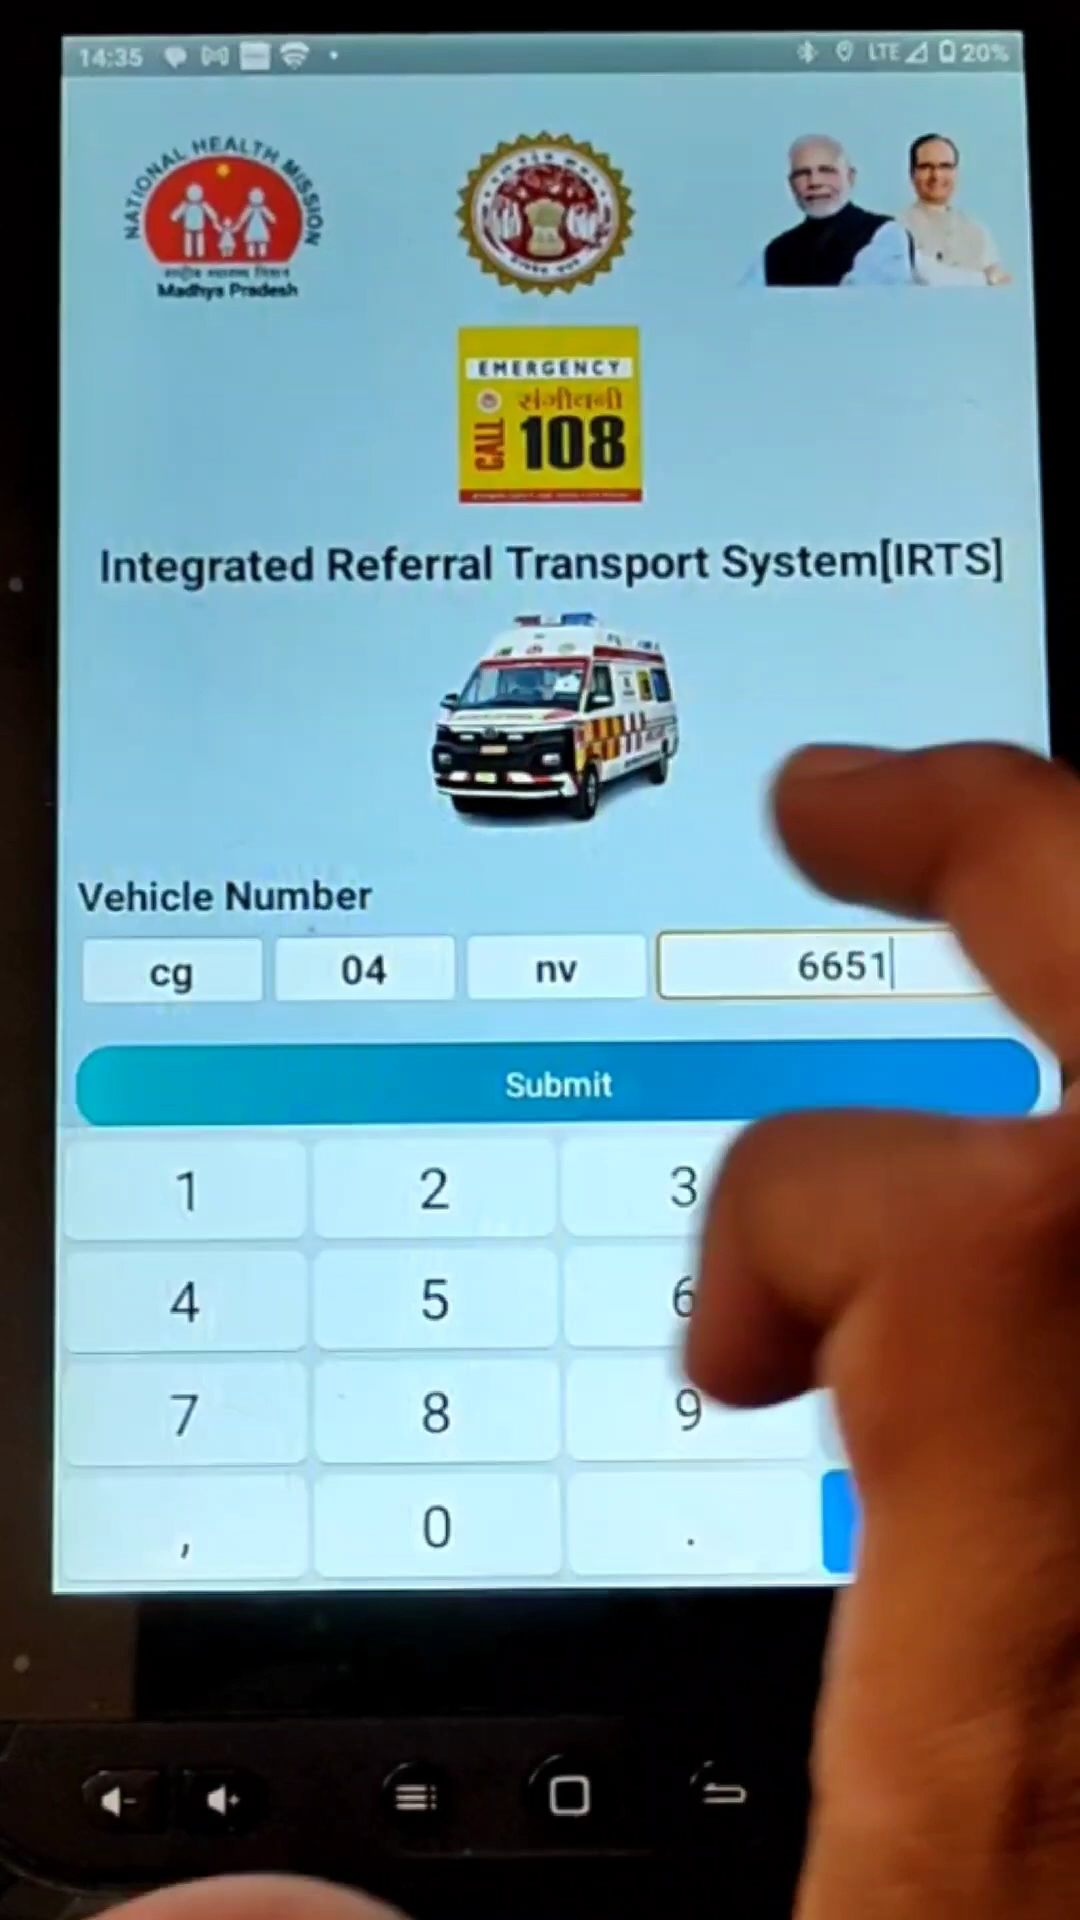 14:35 LTE 20%
NATIONAL HEALTH MISSION
Madhya Pradesh
EMERGENCY
संजीवनी
CALL 108
Integrated Referral Transport System[IRTS]
Vehicle Number
cg 04 nv 6651
Submit
1 2 3
4 5 6
7 8 9
, 0 .